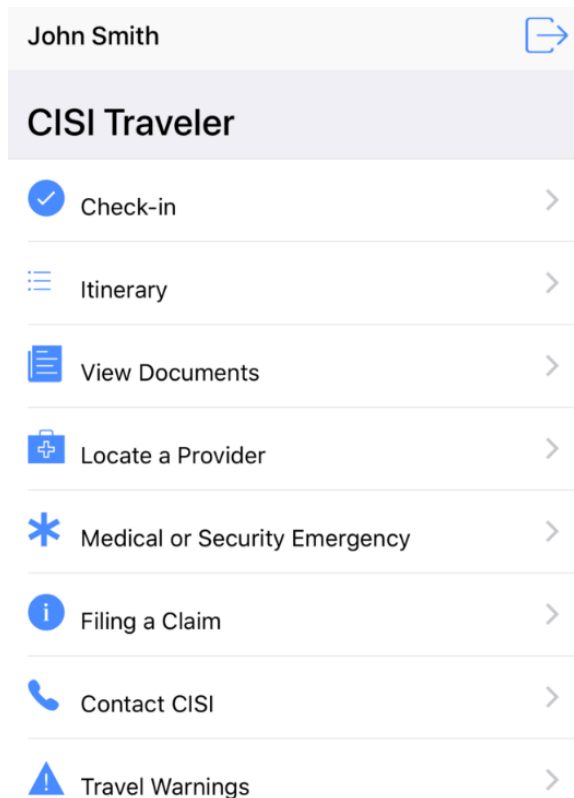 John Smith
CISI Traveler
Check-in
Itinerary
View Documents
Locate a Provider
Medical or Security Emergency
Filing a Claim
Contact CISI
Travel Warnings